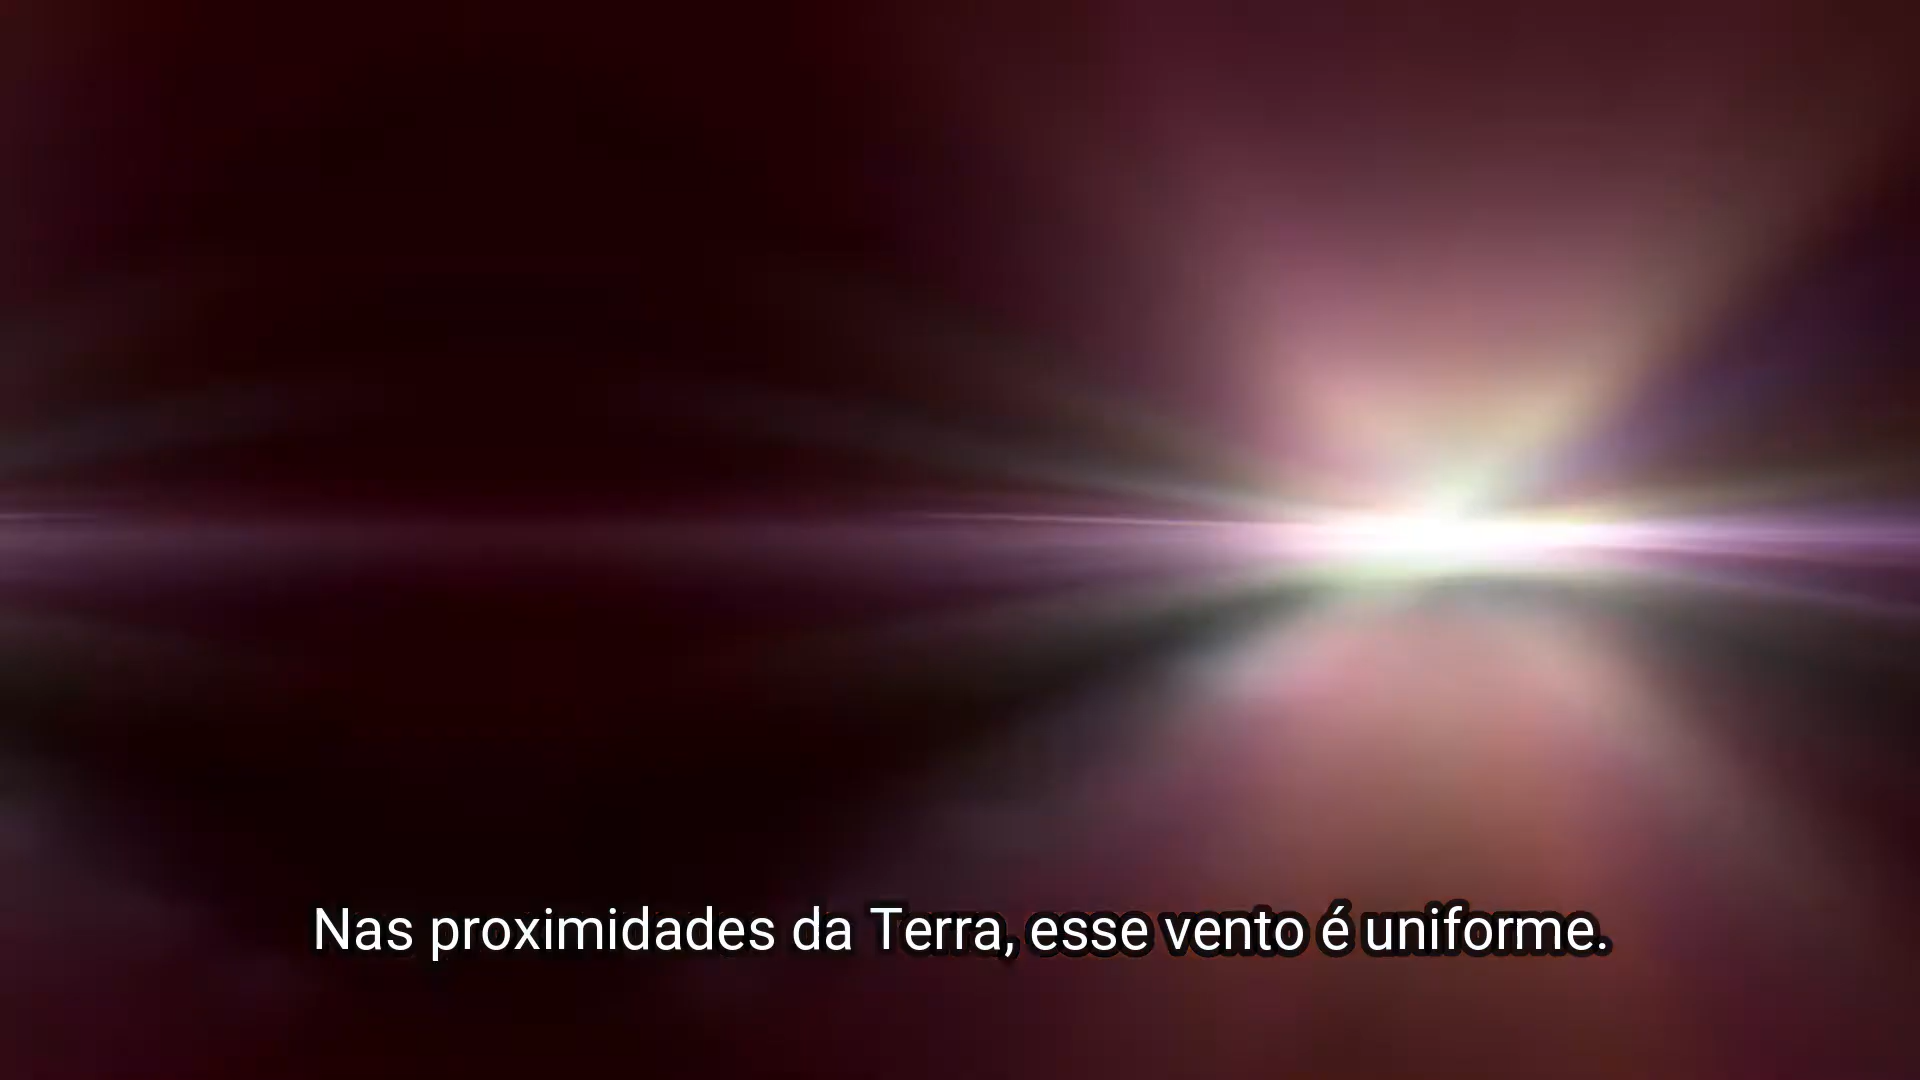 Nas proximidades da Terra, esse vento é uniforme.